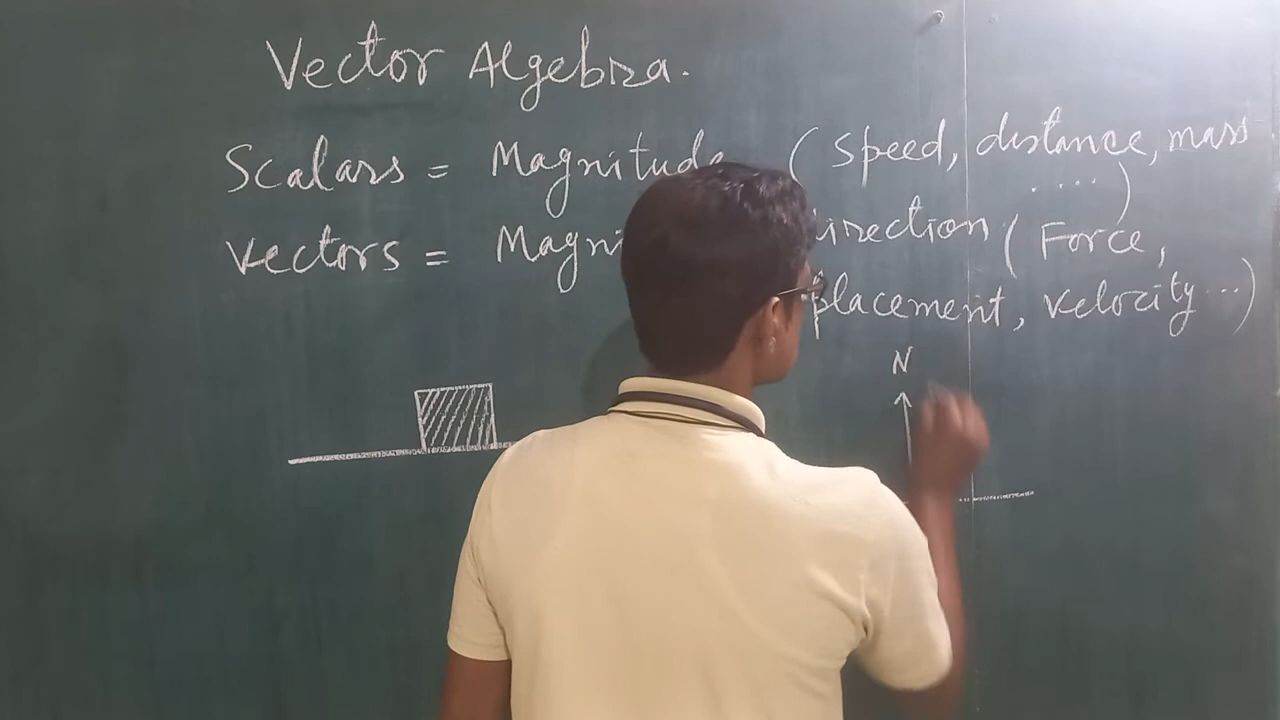 Vector Algebra.
Scalars = Magnitude (speed, distance, mass
....)
Vectors = Magni irection (Force,
placement, velocity...)
N